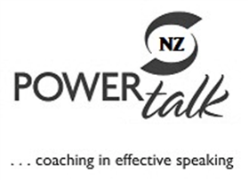 NZ
POWER
talk
... coaching in effective speaking